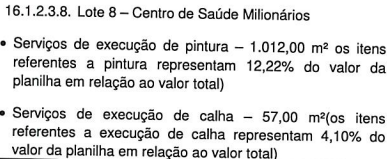 16.1.2.3.8. Lote 8 – Centro de Saúde Milionários
• Serviços de execução de pintura – 1.012,00 m² os itens
referentes a pintura representam 12,22% do valor da
planilha em relação ao valor total)
• Serviços de execução de calha – 57,00 m²(os itens
referentes a execução de calha representam 4,10% do
valor da planilha em relação ao valor total)